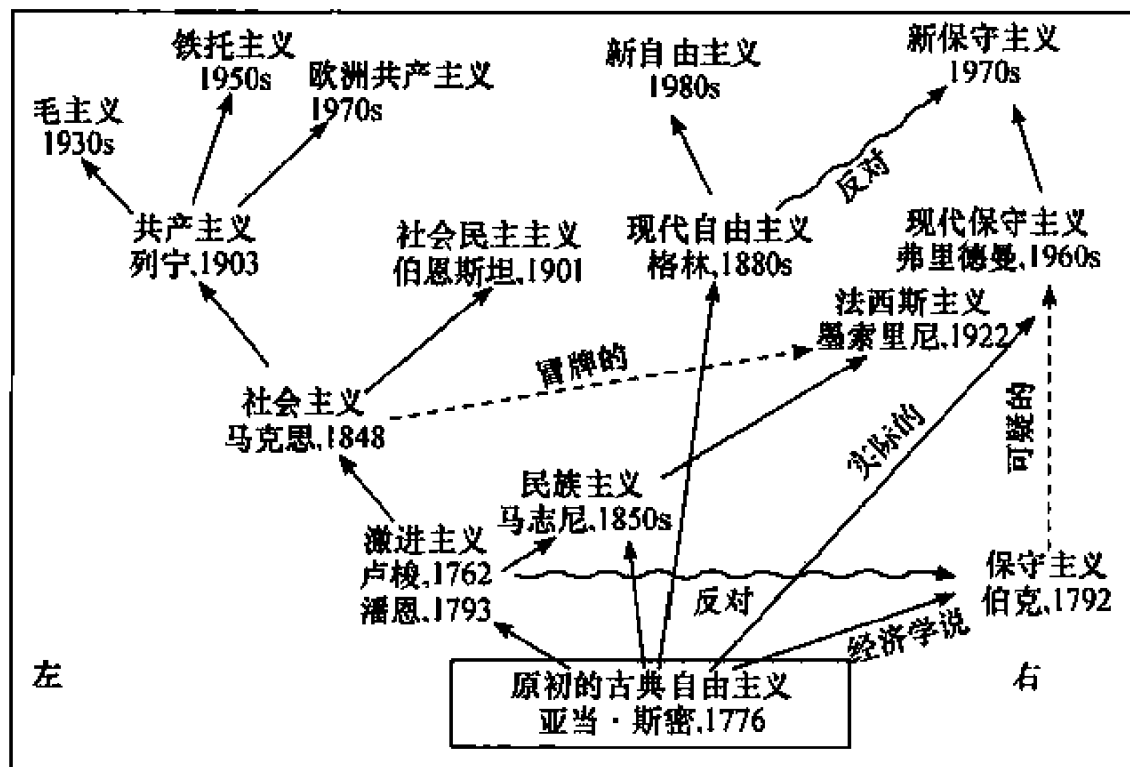 铁托主义
1950s
欧洲共产主义
1970s
毛主义
1930s
新自由主义
1980s
新保守主义
1970s
反对
共产主义
列宁,1903
社会民主主义
伯恩斯坦,1901
现代自由主义
格林,1880s
现代保守主义
弗里德曼,1960s
法西斯主义
墨索里尼,1922
冒牌的
社会主义
马克思,1848
实际的
可疑的
民族主义
马志尼,1850s
激进主义
卢梭,1762
潘恩,1793
反对
保守主义
伯克,1792
经济学说
左
右
原初的古典自由主义
亚当·斯密,1776